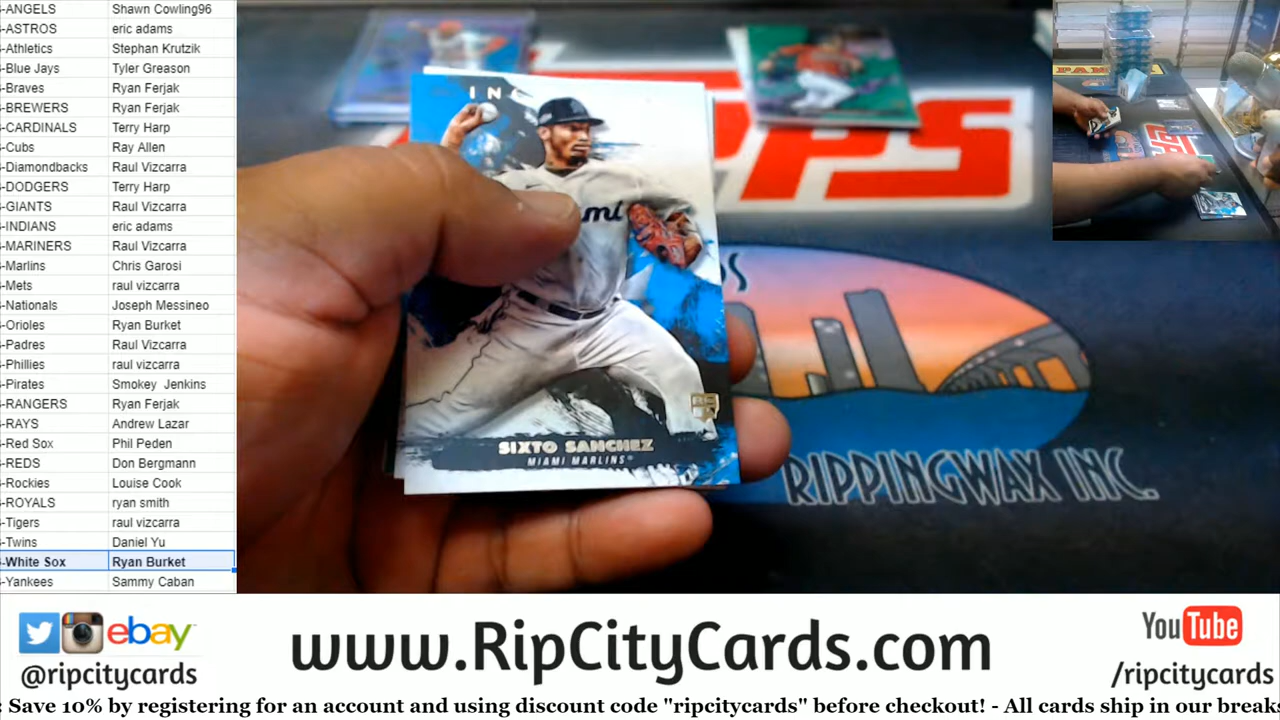 -ANGELS Shawn Cowling96
-ASTROS eric adams
-Athletics Stephan Krutzik
-Blue Jays Tyler Greason
-Braves Ryan Ferjak
-BREWERS Ryan Ferjak
-CARDINALS Terry Harp
-Cubs Ray Allen
-Diamondbacks Raul Vizcarra
-DODGERS Terry Harp
-GIANTS Raul Vizcarra
-INDIANS eric adams
-MARINERS Raul Vizcarra
-Marlins Chris Garosi
-Mets raul vizcarra
-Nationals Joseph Messineo
-Orioles Ryan Burket
-Padres Raul Vizcarra
-Phillies raul vizcarra
-Pirates Smokey Jenkins
-RANGERS Ryan Ferjak
-RAYS Andrew Lazar
-Red Sox Phil Peden
-REDS Don Bergmann
-Rockies Louise Cook
-ROYALS ryan smith
-Tigers raul vizcarra
-Twins Daniel Yu
-White Sox Ryan Burket
-Yankees Sammy Caban
INC
mi
SIXTO SANCHEZ
MIAMI MARLINS
PPS
RIPPINGWAX INC.
ebay
@ripcitycards
www.RipCityCards.com
YouTube
/ripcitycards
Save 10% by registering for an account and using discount code "ripcitycards" before checkout! - All cards ship in our breaks